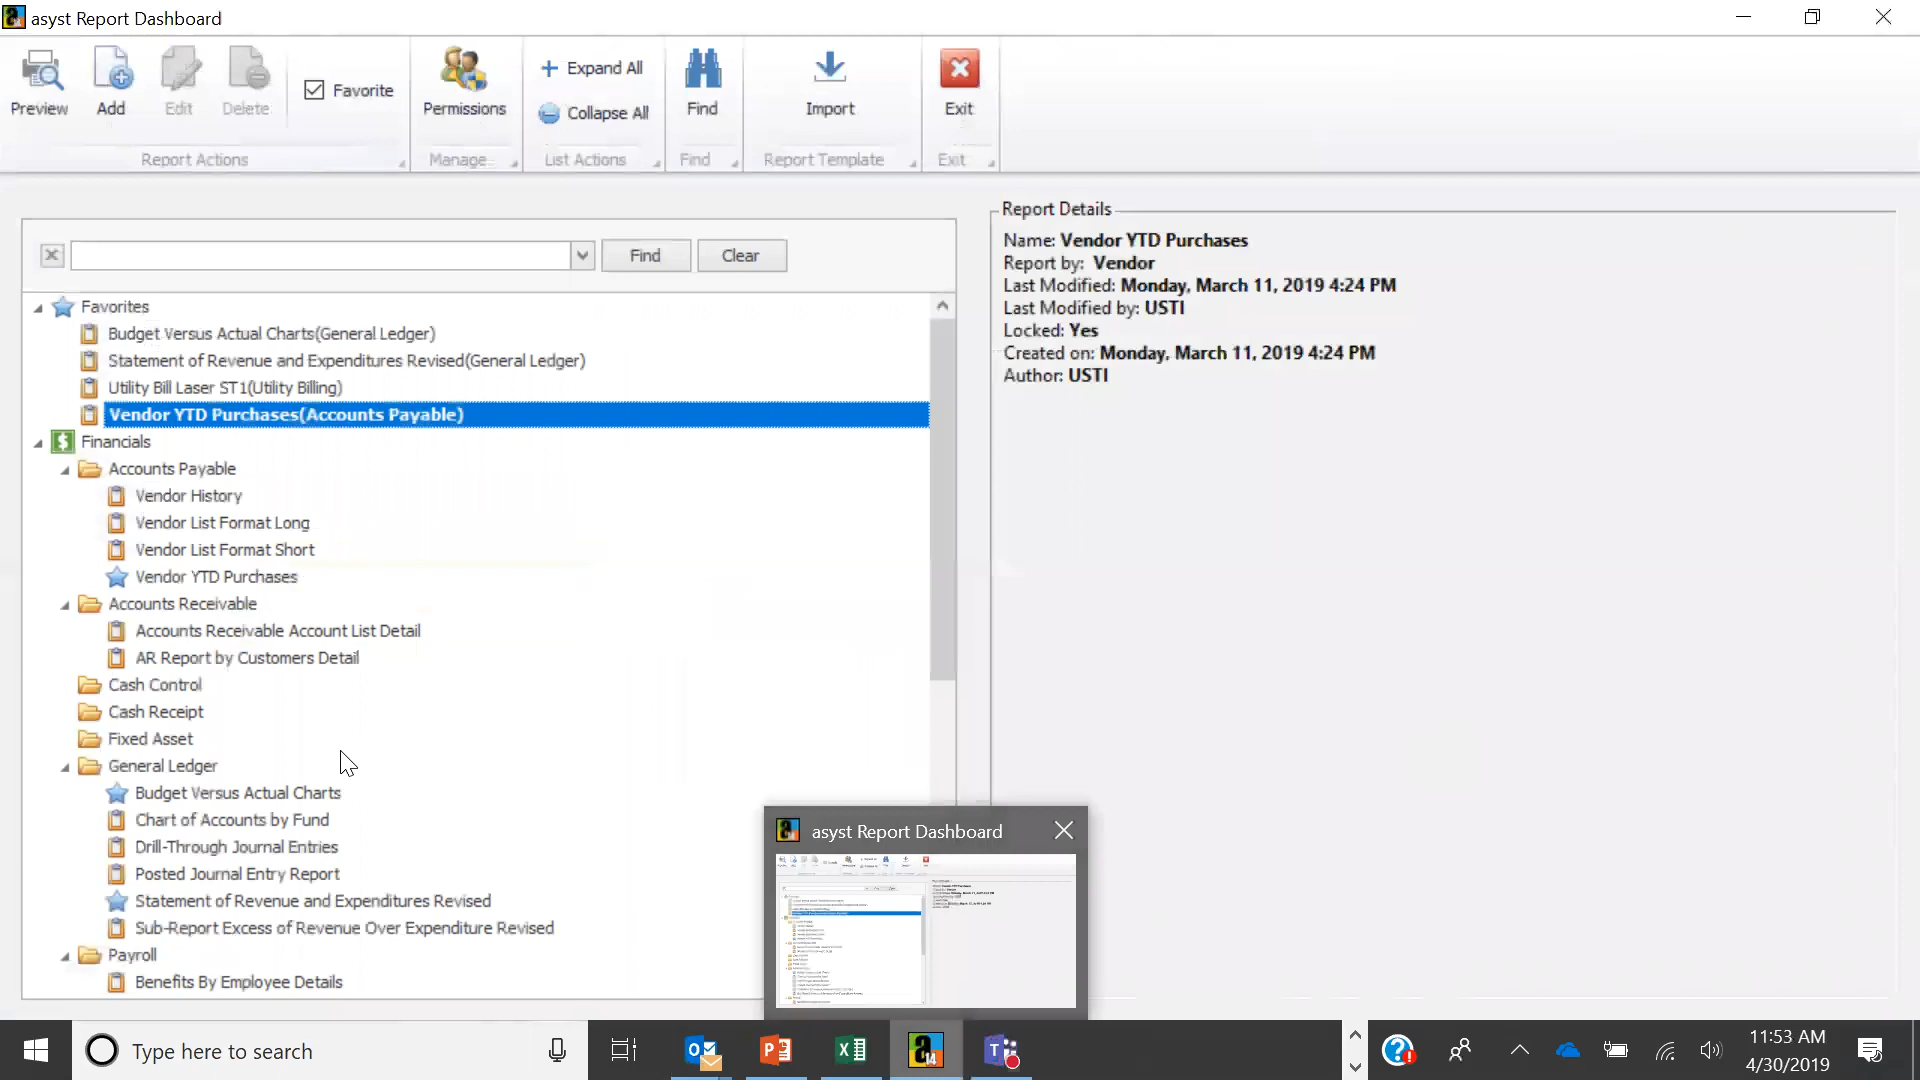 asyst Report Dashboard
Preview
Add
Edit
Delete
Favorite
Report Actions
Permissions
Manage...
Expand All
Collapse All
List Actions
Find
Find
Import
Report Template
Exit
Exit
Find
Clear
Favorites
Budget Versus Actual Charts(General Ledger)
Statement of Revenue and Expenditures Revised(General Ledger)
Utility Bill Laser ST1(Utility Billing)
Vendor YTD Purchases(Accounts Payable)
Financials
Accounts Payable
Vendor History
Vendor List Format Long
Vendor List Format Short
Vendor YTD Purchases
Accounts Receivable
Accounts Receivable Account List Detail
AR Report by Customers Detail
Cash Control
Cash Receipt
Fixed Asset
General Ledger
Budget Versus Actual Charts
Chart of Accounts by Fund
Drill-Through Journal Entries
Posted Journal Entry Report
Statement of Revenue and Expenditures Revised
Sub-Report Excess of Revenue Over Expenditure Revised
Payroll
Benefits By Employee Details
Report Details
Name: Vendor YTD Purchases
Report by: Vendor
Last Modified: Monday, March 11, 2019 4:24 PM
Last Modified by: USTI
Locked: Yes
Created on: Monday, March 11, 2019 4:24 PM
Author: USTI
asyst Report Dashboard
Type here to search
11:53 AM
4/30/2019